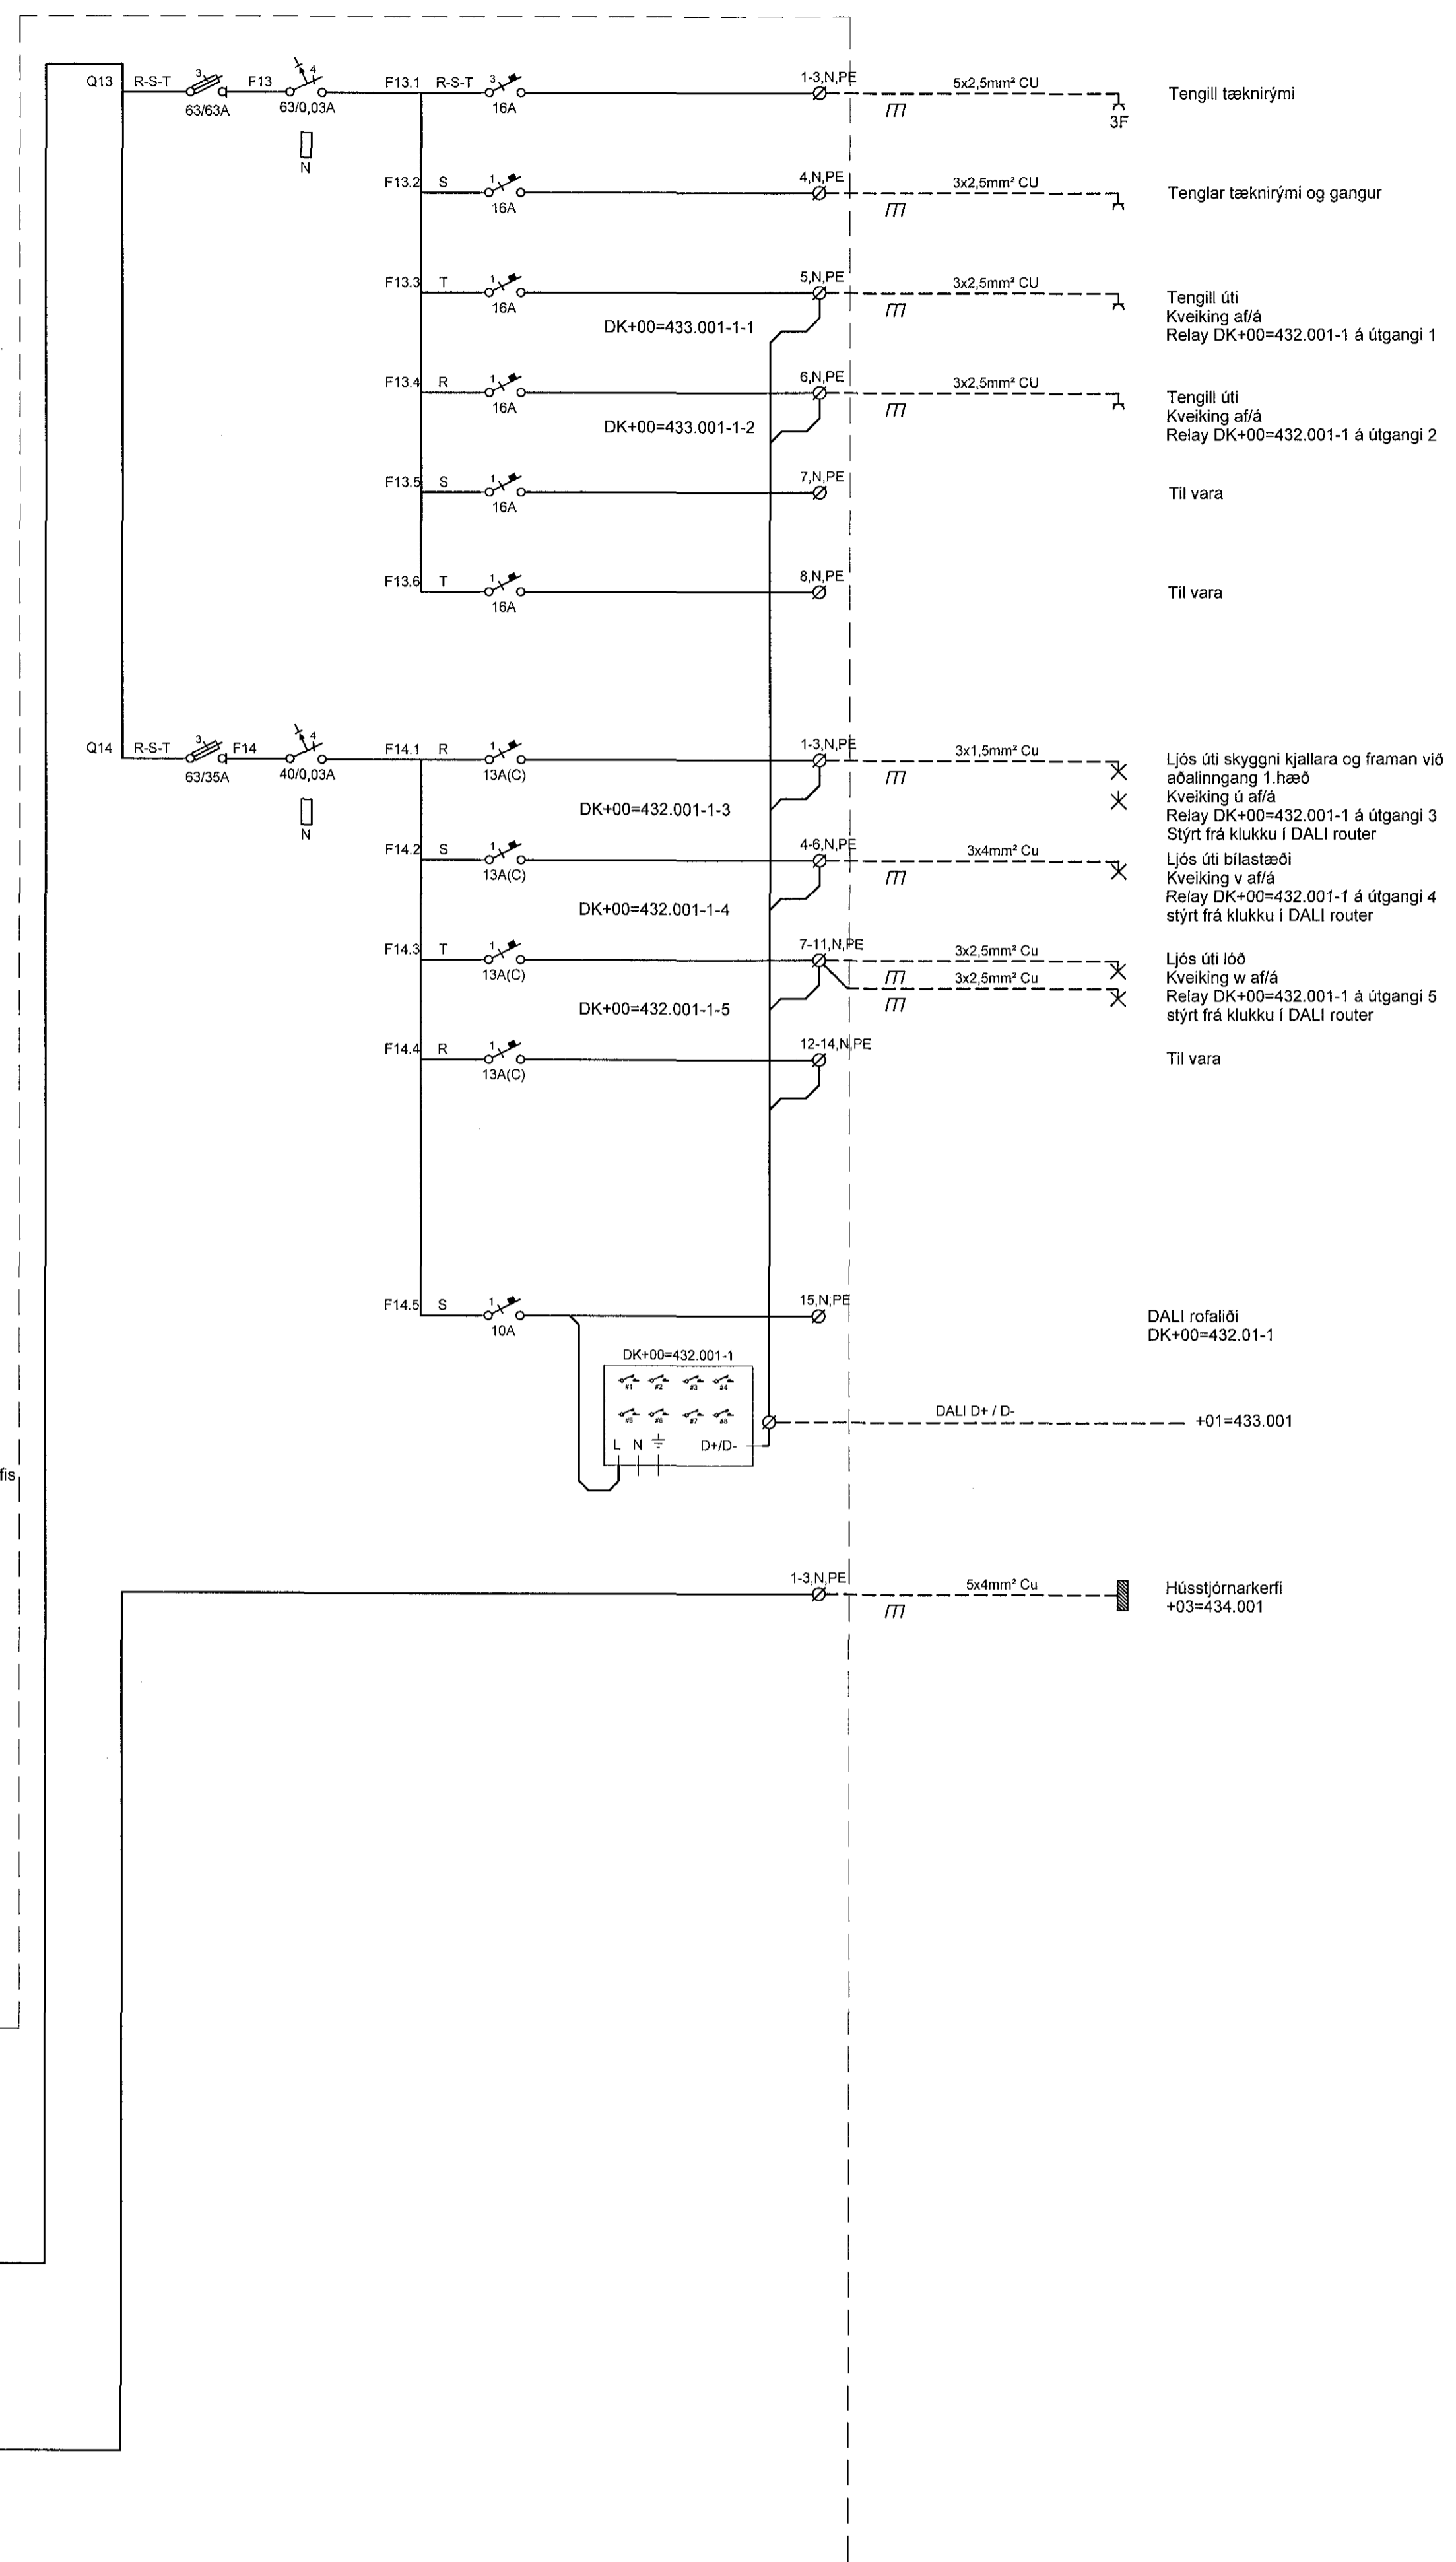 Q13 R-S-T 3 63/63A F13 4 63/0,03A N
F13.1 R-S-T 3 16A 1-3,N,PE 5x2,5mm² CU 3F Tengill tæknirými
F13.2 S 1 16A 4,N,PE 3x2,5mm² CU Tenglar tæknirými og gangur
F13.3 T 1 16A 5,N,PE 3x2,5mm² CU
DK+00=433.001-1-1
Tengill úti
Kveiking af/á
Relay DK+00=432.001-1 á útgangi 1
F13.4 R 1 16A 6,N,PE 3x2,5mm² CU
DK+00=433.001-1-2
Tengill úti
Kveiking af/á
Relay DK+00=432.001-1 á útgangi 2
F13.5 S 1 16A 7,N,PE Til vara
F13.6 T 1 16A 8,N,PE Til vara
Q14 R-S-T 3 63/35A F14 4 40/0,03A N
F14.1 R 1 13A(C) 1-3,N,PE 3x1,5mm² Cu
DK+00=432.001-1-3
Ljós úti skyggni kjallara og framan við
aðalinngang 1.hæð
Kveiking ú af/á
Relay DK+00=432.001-1 á útgangi 3
Stýrt frá klukku í DALI router
F14.2 S 1 13A(C) 4-6,N,PE 3x4mm² Cu
DK+00=432.001-1-4
Ljós úti bílastæði
Kveiking v af/á
Relay DK+00=432.001-1 á útgangi 4
stýrt frá klukku í DALI router
F14.3 T 1 13A(C) 7-11,N,PE 3x2,5mm² Cu
3x2,5mm² Cu
DK+00=432.001-1-5
Ljós úti lóð
Kveiking w af/á
Relay DK+00=432.001-1 á útgangi 5
stýrt frá klukku í DALI router
F14.4 R 1 13A(C) 12-14,N,PE Til vara
F14.5 S 1 10A 15,N,PE
DALI rofaliði
DK+00=432.01-1
DK+00=432.001-1
#1 #2 #3 #4
#5 #6 #7 #8
L N D+/D-
DALI D+ / D- +01=433.001
fis
1-3,N,PE 5x4mm² Cu
Hússtjórnarkerfi
+03=434.001